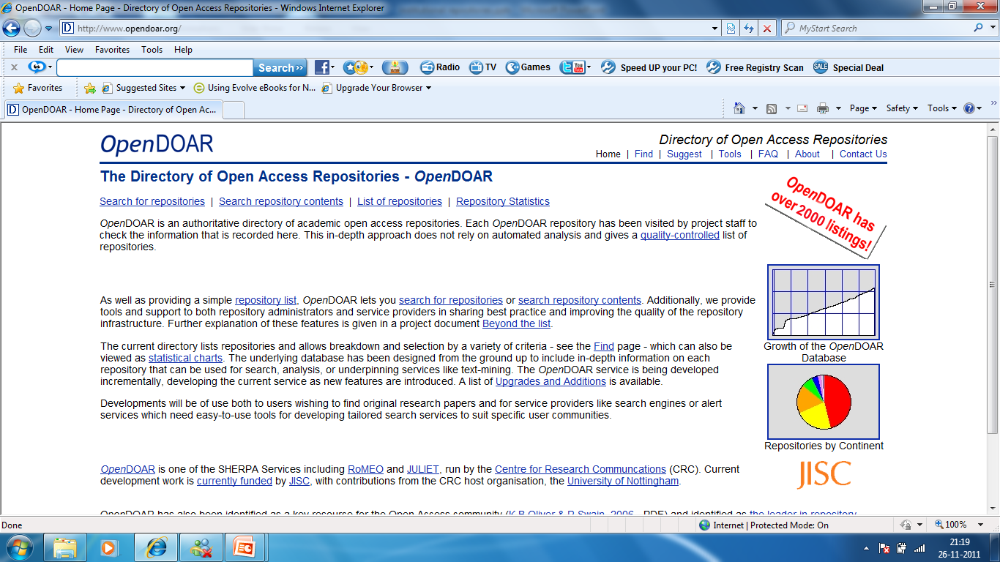 OpenDOAR - Home Page - Directory of Open Access Repositories - Windows Internet Explorer
http://www.opendoar.org/
MyStart Search
File Edit View Favorites Tools Help
Search>> Radio TV Games Speed UP your PC! Free Registry Scan SALE Special Deal
Favorites Suggested Sites Using Evolve eBooks for N... Upgrade Your Browser
OpenDOAR - Home Page - Directory of Open Ac...
Page Safety Tools
OpenDOAR
Directory of Open Access Repositories
Home | Find | Suggest | Tools | FAQ | About | Contact Us
The Directory of Open Access Repositories - OpenDOAR
Search for repositories | Search repository contents | List of repositories | Repository Statistics
OpenDOAR is an authoritative directory of academic open access repositories. Each OpenDOAR repository has been visited by project staff to
check the information that is recorded here. This in-depth approach does not rely on automated analysis and gives a quality-controlled list of
repositories.
OpenDOAR has
over 2000 listings!
As well as providing a simple repository list, OpenDOAR lets you search for repositories or search repository contents. Additionally, we provide
tools and support to both repository administrators and service providers in sharing best practice and improving the quality of the repository
infrastructure. Further explanation of these features is given in a project document Beyond the list.
The current directory lists repositories and allows breakdown and selection by a variety of criteria - see the Find page - which can also be
viewed as statistical charts. The underlying database has been designed from the ground up to include in-depth information on each
repository that can be used for search, analysis, or underpinning services like text-mining. The OpenDOAR service is being developed
incrementally, developing the current service as new features are introduced. A list of Upgrades and Additions is available.
Developments will be of use both to users wishing to find original research papers and for service providers like search engines or alert
services which need easy-to-use tools for developing tailored search services to suit specific user communities.
Growth of the OpenDOAR
Database
Repositories by Continent
JISC
OpenDOAR is one of the SHERPA Services including RoMEO and JULIET, run by the Centre for Research Communcations (CRC). Current
development work is currently funded by JISC, with contributions from the CRC host organisation, the University of Nottingham.
OpenDOAR has also been identified as a key resource for the Open Access community (K.B.Oliver & R.Swain, 2006 - PDF) and identified as the leader in repository
Done
Internet | Protected Mode: On
100%
21:19
26-11-2011